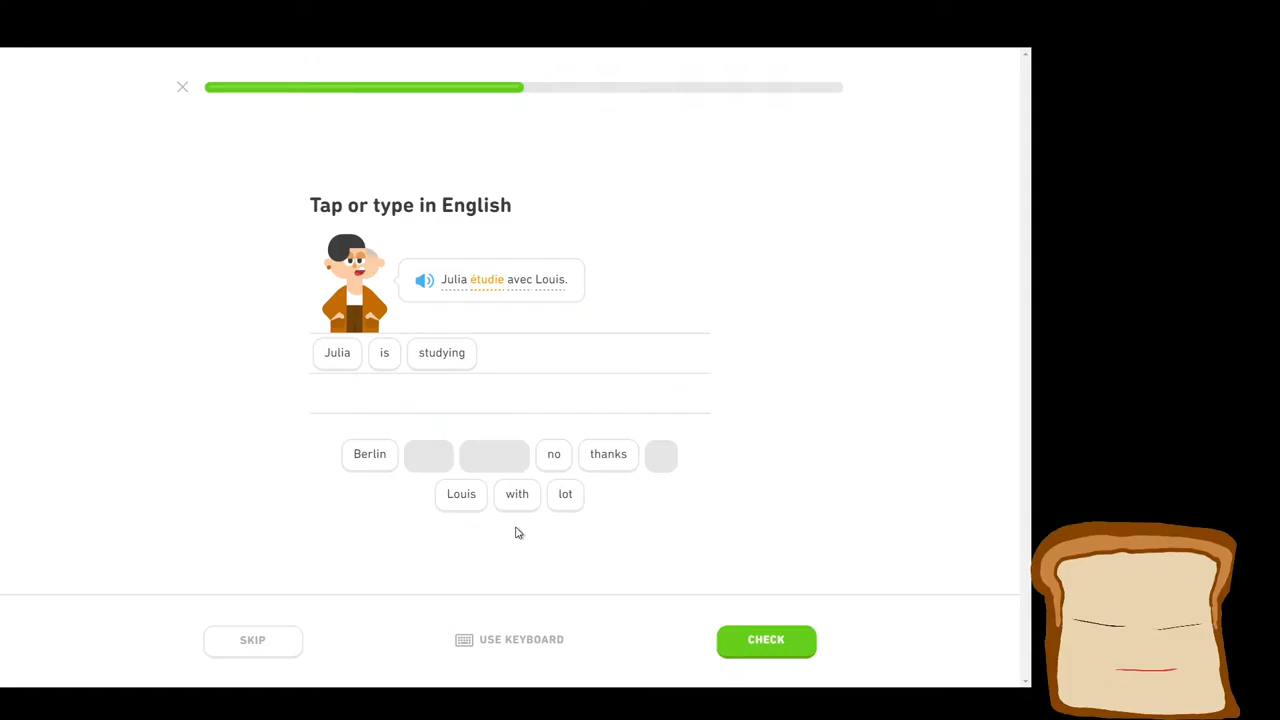 Tap or type in English
Julia étudie avec Louis.
Julia is studying
Berlin no thanks
Louis with lot
SKIP USE KEYBOARD CHECK